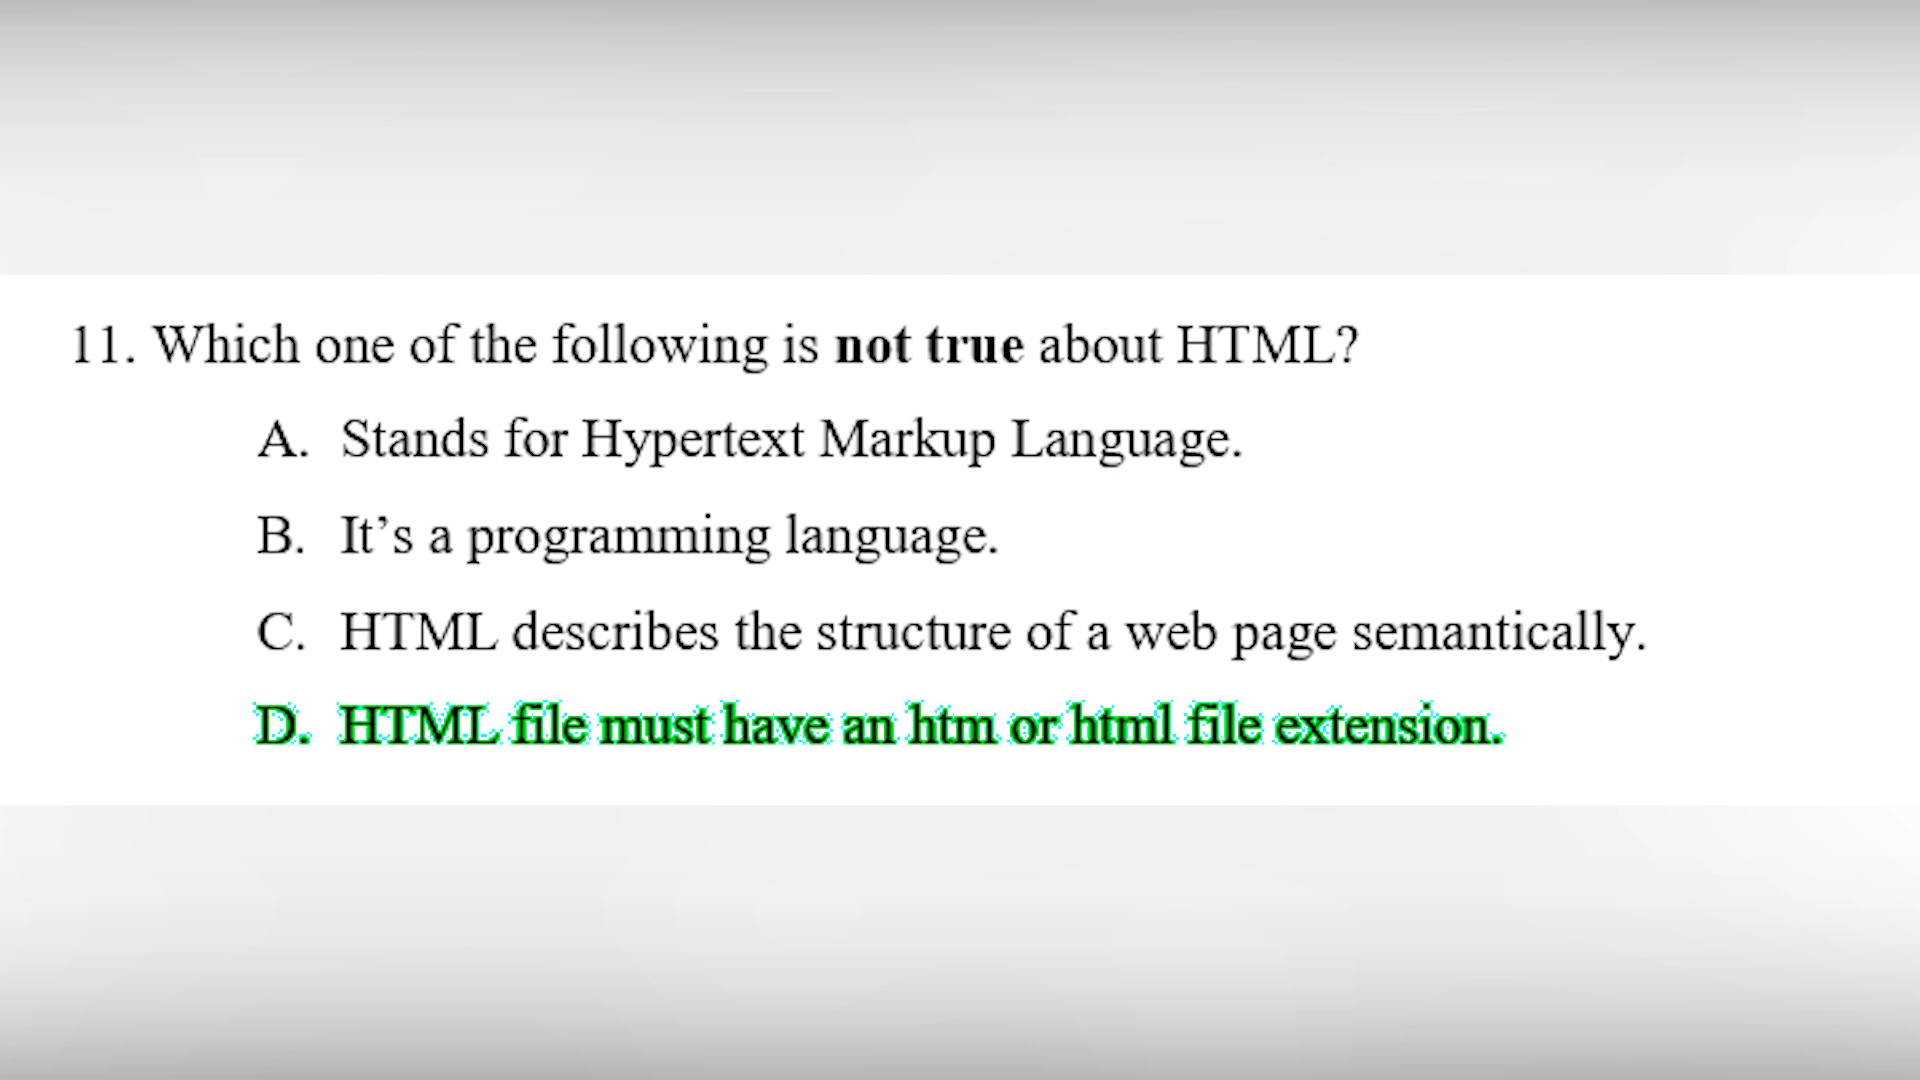 11. Which one of the following is not true about HTML?
A. Stands for Hypertext Markup Language.
B. It’s a programming language.
C. HTML describes the structure of a web page semantically.
D. HTML file must have an htm or html file extension.